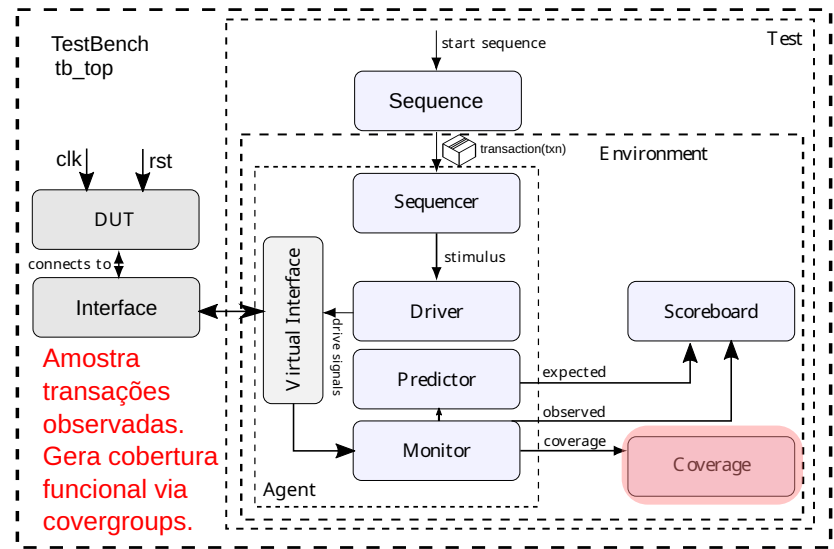 TestBench
tb_top
Test
start sequence
Sequence
transaction(txn)
Environment
clk
rst
DUT
connects to
Interface
Sequencer
stimulus
Virtual Interface
Driver
drive signals
Scoreboard
Predictor
expected
observed
Monitor
coverage
Coverage
Agent
Amostra
transações
observadas.
Gera cobertura
funcional via
covergroups.